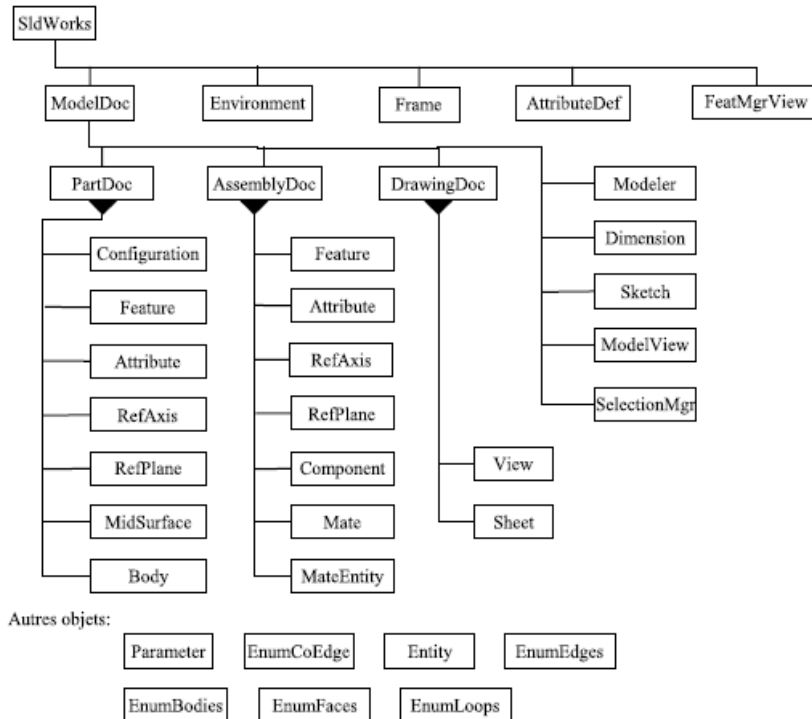 SldWorks
ModelDoc
Environment
Frame
AttributeDef
FeatMgrView
PartDoc
AssemblyDoc
DrawingDoc
Modeler
Dimension
Sketch
ModelView
SelectionMgr
Configuration
Feature
Attribute
RefAxis
RefPlane
MidSurface
Body
Feature
Attribute
RefAxis
RefPlane
Component
Mate
MateEntity
View
Sheet
Autres objets:
Parameter
EnumCoEdge
Entity
EnumEdges
EnumBodies
EnumFaces
EnumLoops